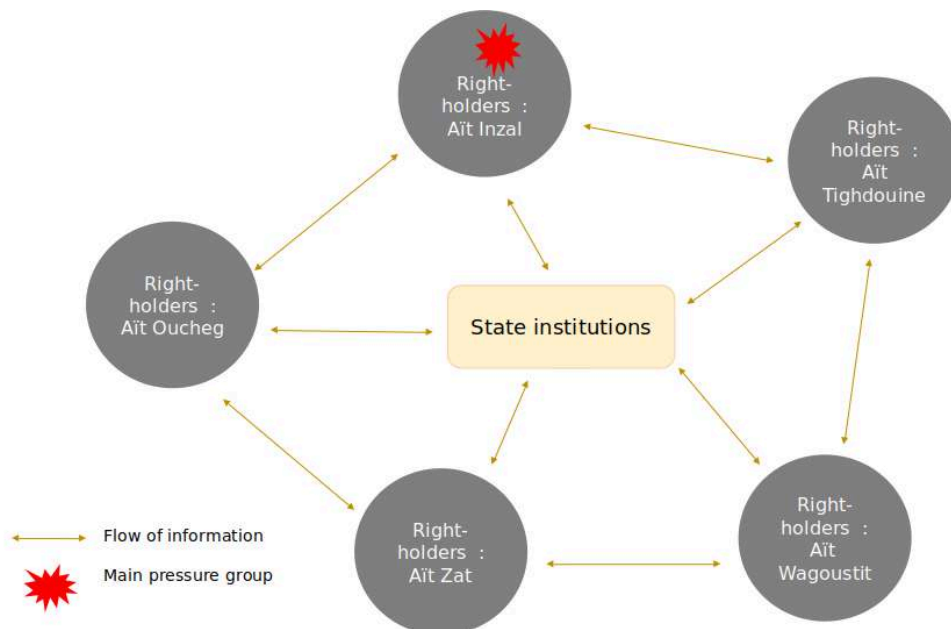 Right-
holders :
Aït Inzal
Right-
holders :
Aït
Tighdouine
Right-
holders :
Aït Oucheg
State institutions
Right-
holders :
Aït Zat
Right-
holders :
Aït
Wagoustit
Flow of information
Main pressure group